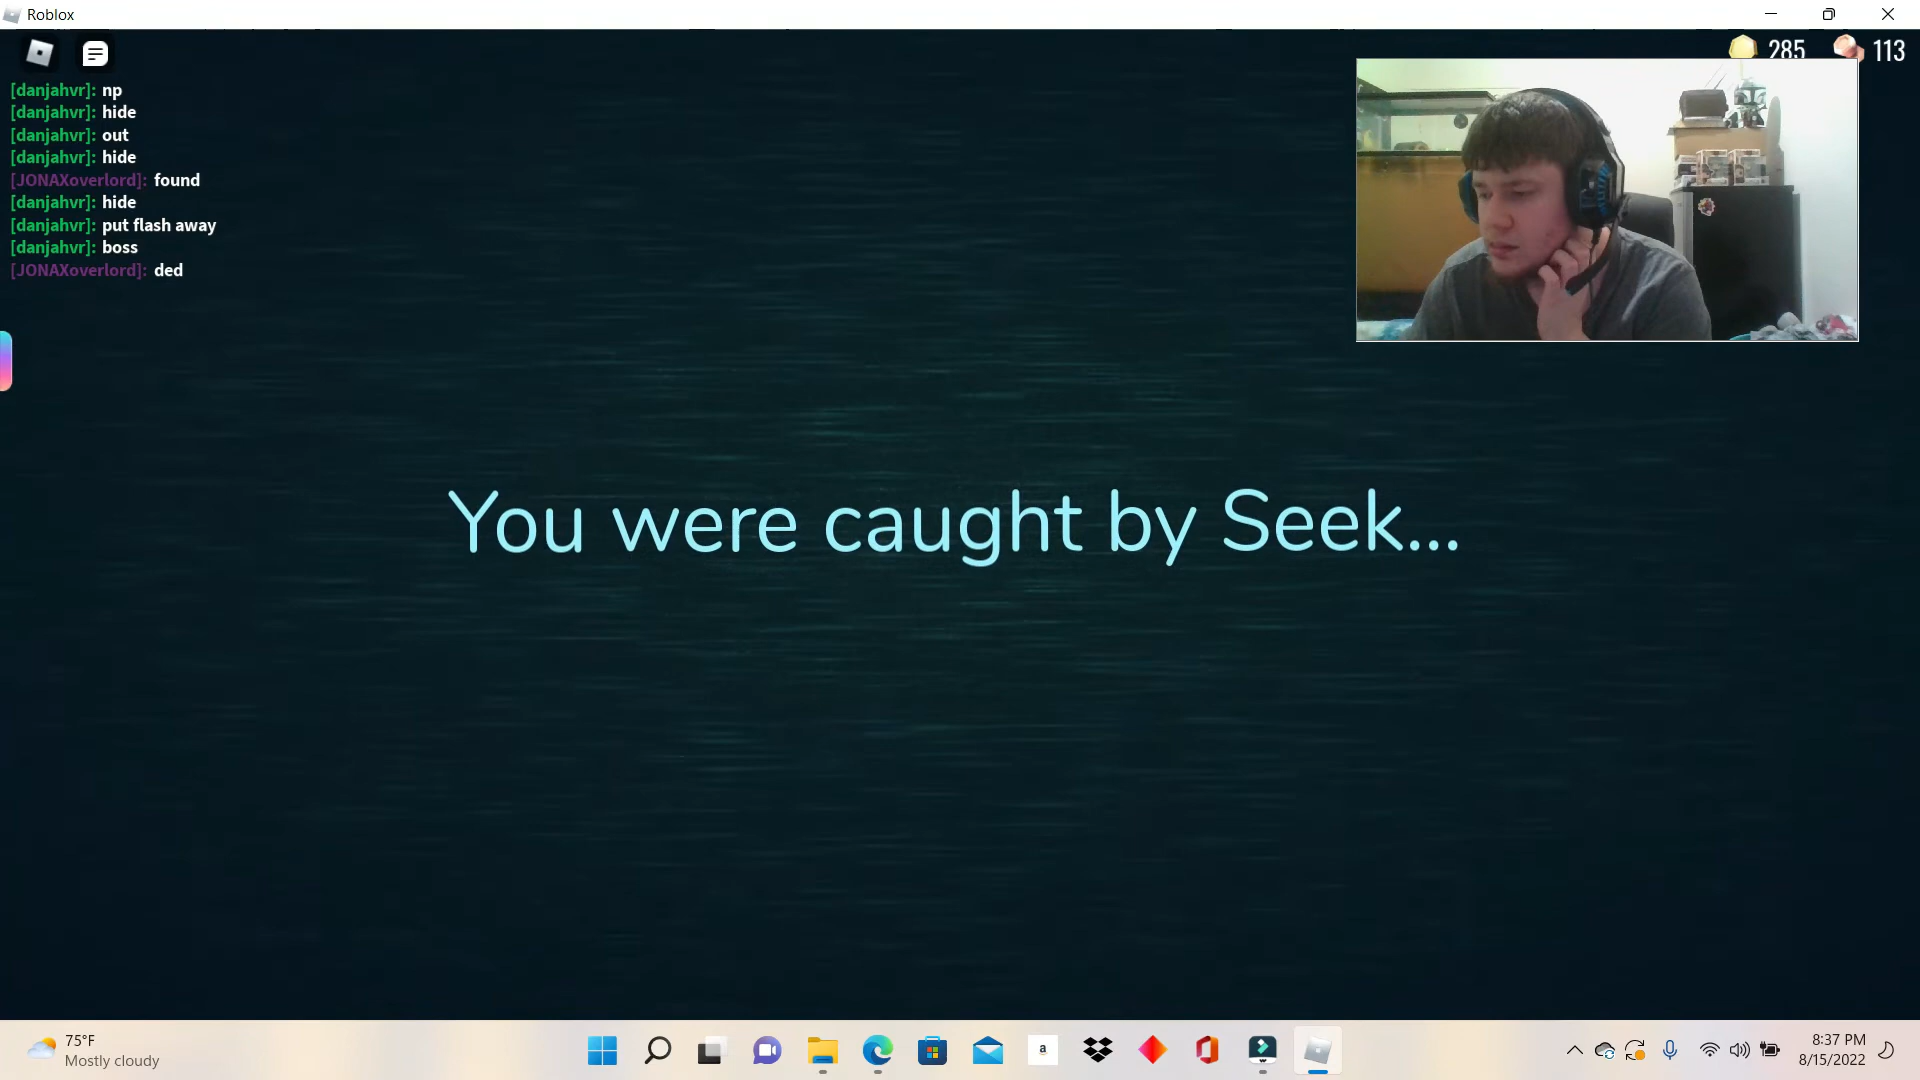 Roblox
285 113
[danjahvr]: np
[danjahvr]: hide
[danjahvr]: out
[danjahvr]: hide
[JONAXoverlord]: found
[danjahvr]: hide
[danjahvr]: put flash away
[danjahvr]: boss
[JONAXoverlord]: ded
You were caught by Seek...
75°F
Mostly cloudy
a
8:37 PM
8/15/2022